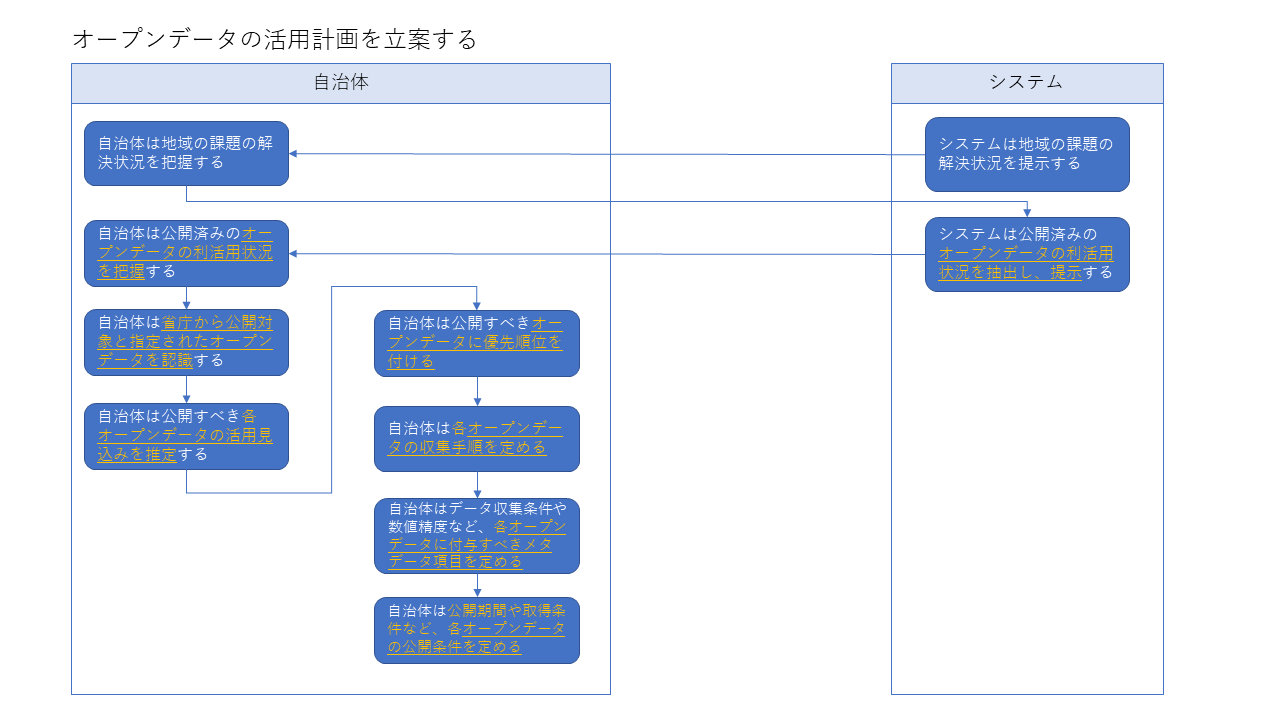 オープンデータの活用計画を立案する
自治体
システム
自治体は地域の課題の解
決状況を把握する
システムは地域の課題の
解決状況を提示する
自治体は公開済みのオー
プンデータの利活用状況
を把握する
システムは公開済みの
オープンデータの利活用
状況を抽出し、提示する
自治体は省庁から公開対
象と指定されたオープン
データを認識する
自治体は公開すべき各
オープンデータの活用見
込みを推定する
自治体は公開すべきオー
プンデータに優先順位を
付ける
自治体は各オープンデー
タの収集手順を定める
自治体はデータ収集条件や
数値精度など、各オープン
データに付与すべきメタ
データ項目を定める
自治体は公開期間や取得条
件など、各オープンデータ
の公開条件を定める